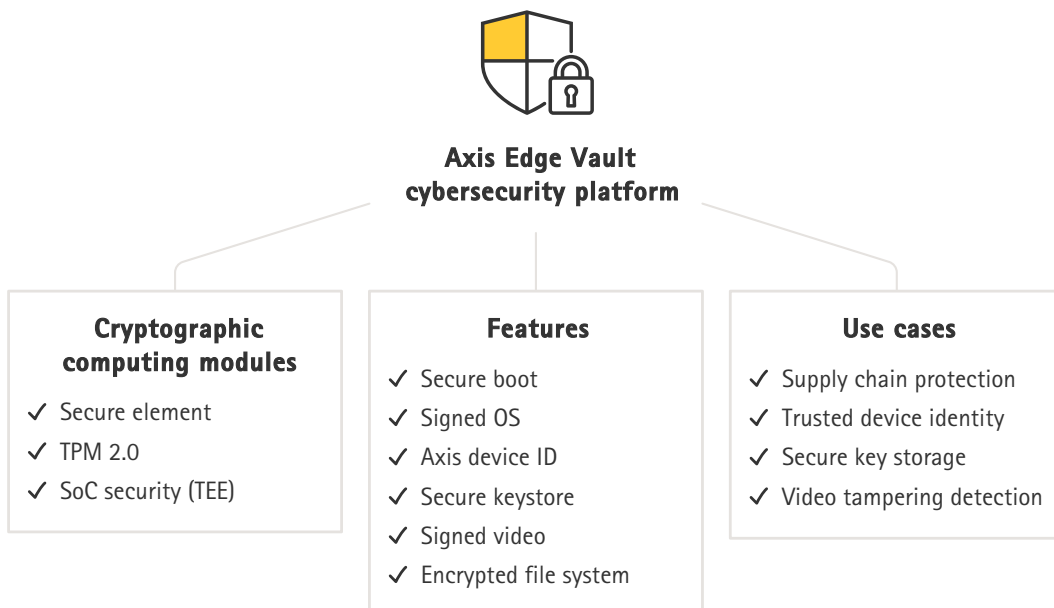 Axis Edge Vault
cybersecurity platform
Cryptographic
computing modules
Secure element
TPM 2.0
SoC security (TEE)
Features
Secure boot
Signed OS
Axis device ID
Secure keystore
Signed video
Encrypted file system
Use cases
Supply chain protection
Trusted device identity
Secure key storage
Video tampering detection